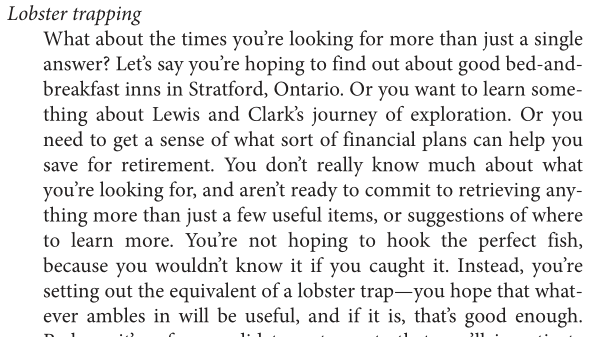 Lobster trapping
What about the times you're looking for more than just a single
answer? Let's say you're hoping to find out about good bed-and-
breakfast inns in Stratford, Ontario. Or you want to learn some-
thing about Lewis and Clark's journey of exploration. Or you
need to get a sense of what sort of financial plans can help you
save for retirement. You don't really know much about what
you're looking for, and aren't ready to commit to retrieving any-
thing more than just a few useful items, or suggestions of where
to learn more. You're not hoping to hook the perfect fish,
because you wouldn't know it if you caught it. Instead, you're
setting out the equivalent of a lobster trap—you hope that what-
ever ambles in will be useful, and if it is, that's good enough.